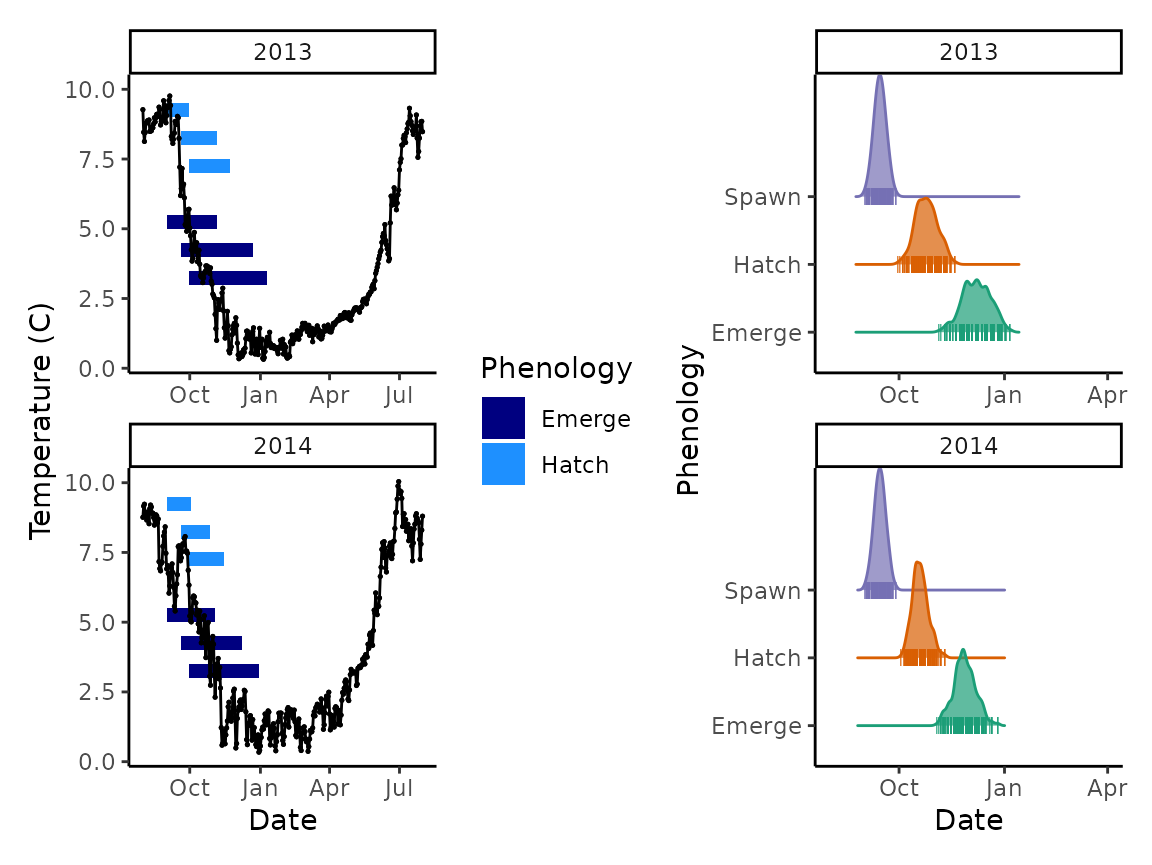 2013
10.0
7.5
5.0
2.5
0.0
Oct Jan Apr Jul
2014
10.0
7.5
5.0
2.5
0.0
Oct Jan Apr Jul
Date
Temperature (C)
Phenology
Emerge
Hatch
2013
Spawn
Hatch
Emerge
Oct Jan Apr
2014
Spawn
Hatch
Emerge
Oct Jan Apr
Date
Phenology